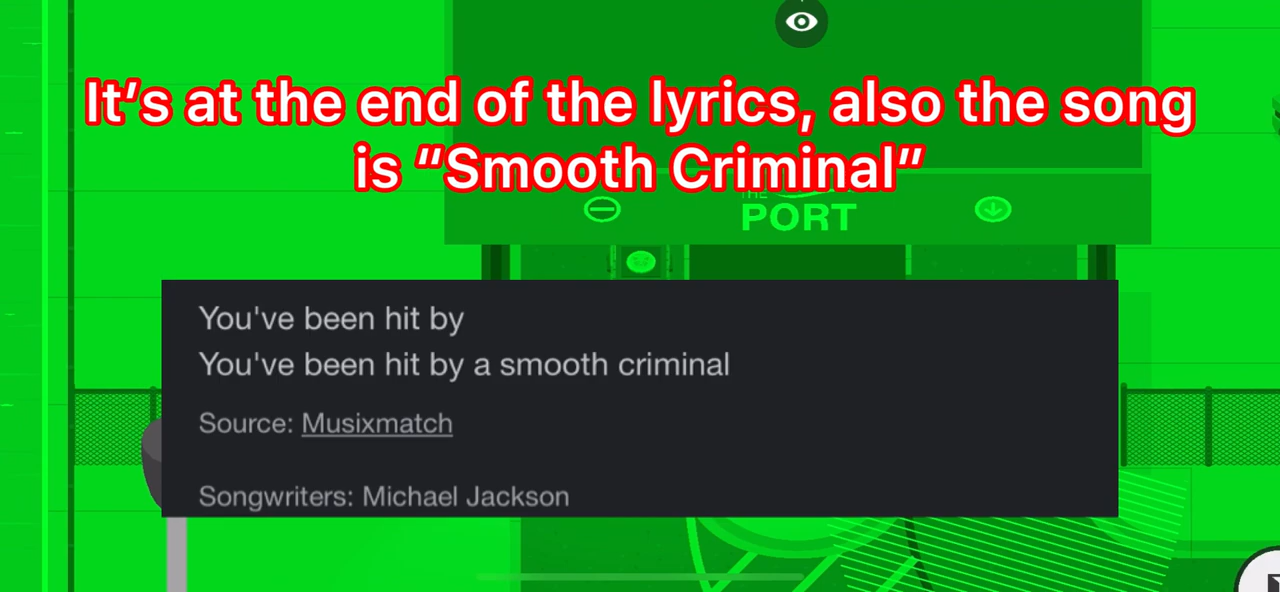 It’s at the end of the lyrics, also the song
is “Smooth Criminal”
THE
PORT
You've been hit by
You've been hit by a smooth criminal
Source: Musixmatch
Songwriters: Michael Jackson